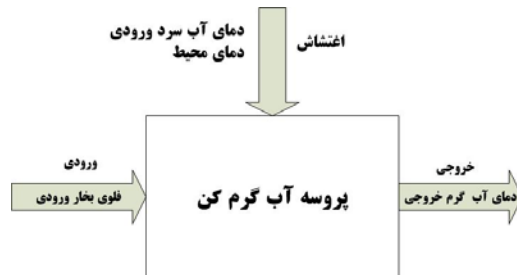 دمای آب سرد ورودی
دمای محیط
اغتشاش
ورودی
فلوی بخار ورودی
پروسه آب گرم کن
خروجی
دمای آب گرم خروجی